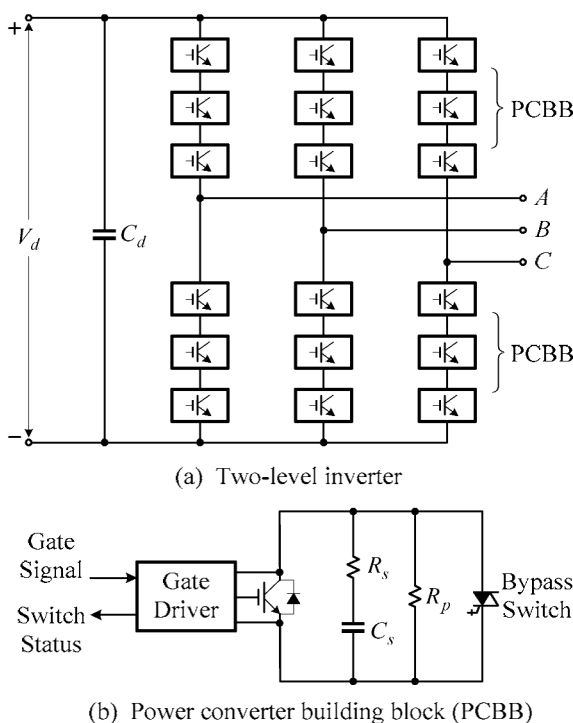 +
PCBB
A
V_d
C_d
B
C
PCBB
−
(a) Two-level inverter
Gate
Signal
Gate
Driver
Switch
Status
R_s
C_s
R_p
Bypass
Switch
(b) Power converter building block (PCBB)